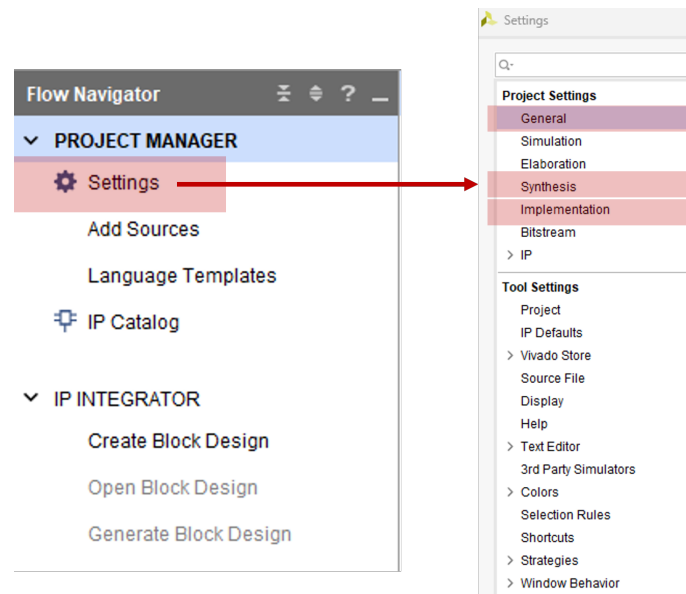 Flow Navigator
?
PROJECT MANAGER
Settings
Add Sources
Language Templates
IP Catalog
IP INTEGRATOR
Create Block Design
Open Block Design
Generate Block Design
Settings
Project Settings
General
Simulation
Elaboration
Synthesis
Implementation
Bitstream
IP
Tool Settings
Project
IP Defaults
Vivado Store
Source File
Display
Help
Text Editor
3rd Party Simulators
Colors
Selection Rules
Shortcuts
Strategies
Window Behavior